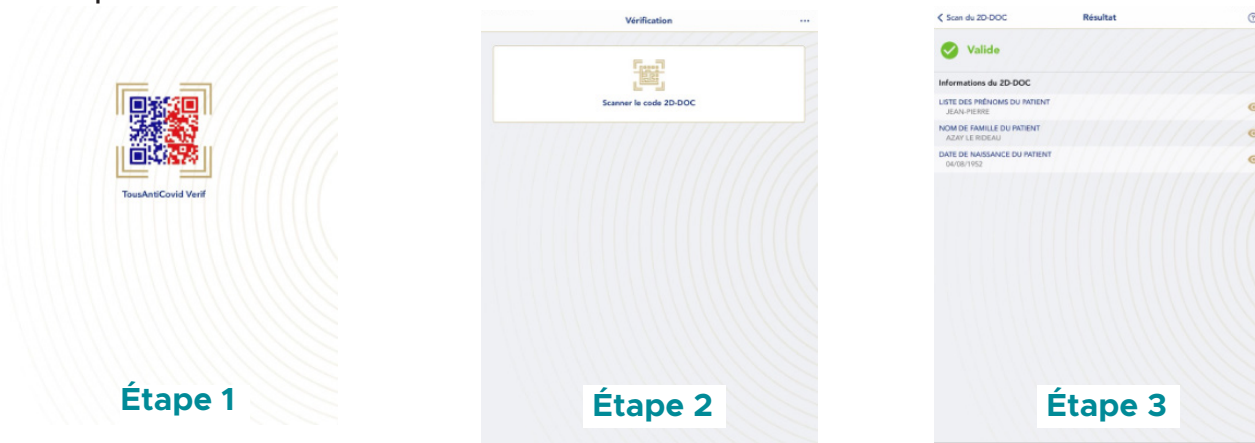 TousAntiCovid Verif
Étape 1
Vérification
Scanner le code 2D-DOC
Étape 2
Scan du 2D-DOC
Résultat
Valide
Informations du 2D-DOC
LISTE DES PRÉNOMS DU PATIENT
JEAN-PIERRE
NOM DE FAMILLE DU PATIENT
AZAY LE RIDEAU
DATE DE NAISSANCE DU PATIENT
04/08/1952
Étape 3